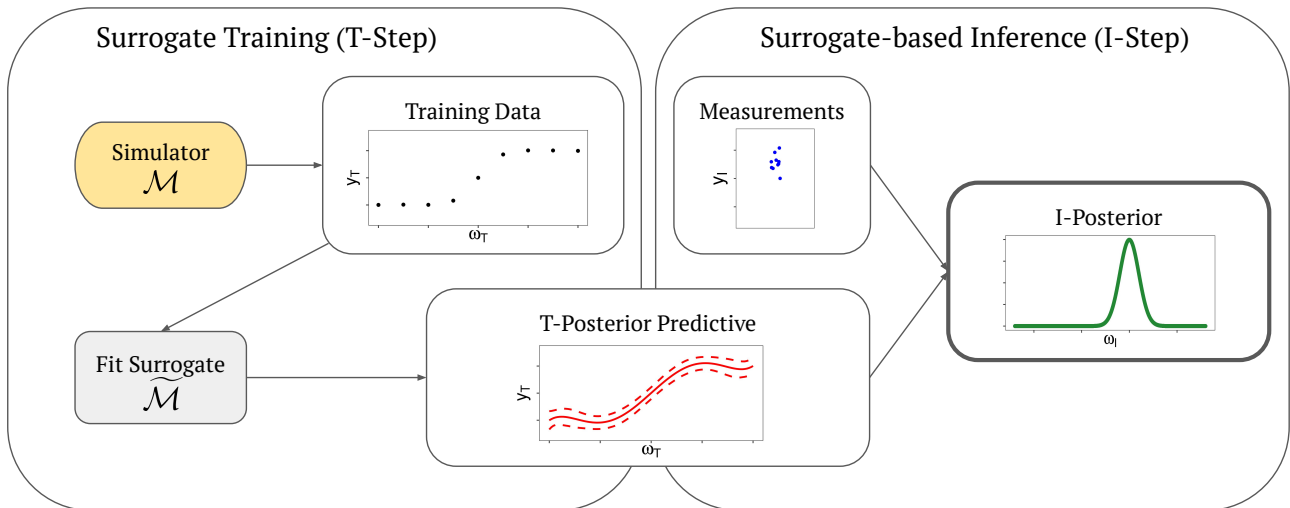 Surrogate Training (T-Step)
Surrogate-based Inference (I-Step)
Simulator
ℳ
Training Data
y_T
ω_T
Measurements
y_I
I-Posterior
ω_I
Fit Surrogate
ℳ̃
T-Posterior Predictive
y_T
ω_T